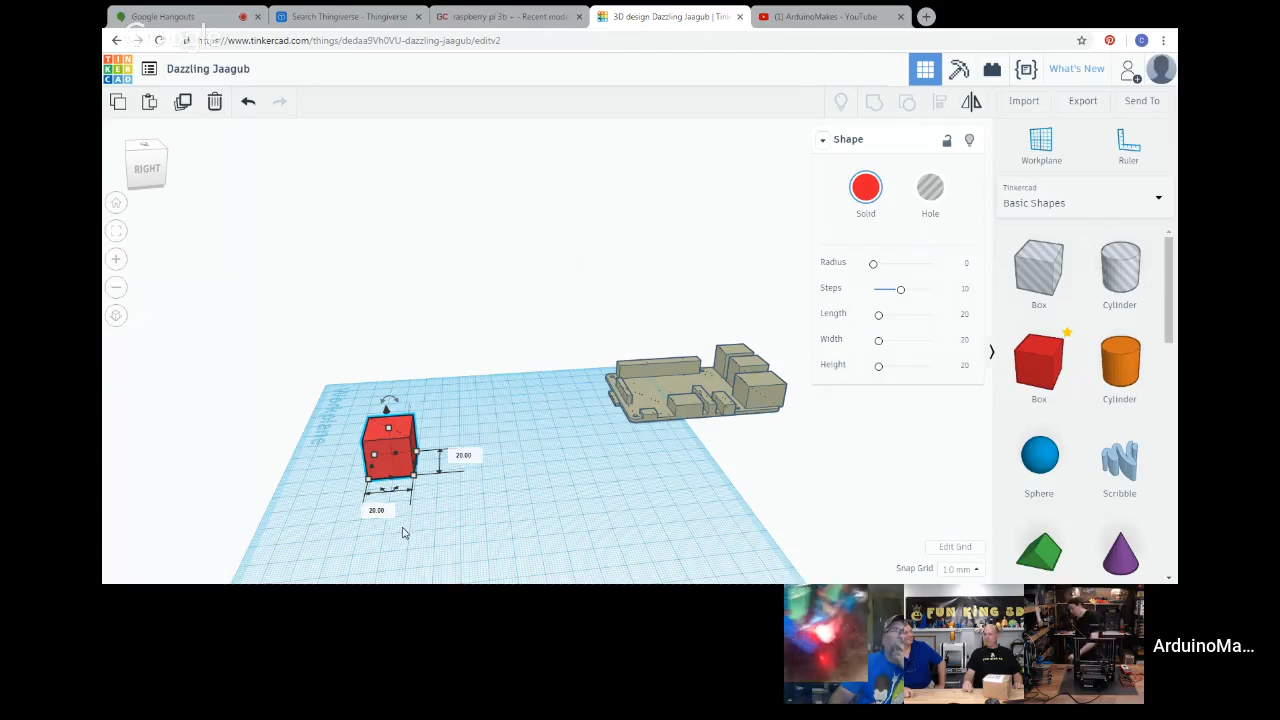 Google Hangouts
Search Thingiverse - Thingiverse
GC raspberry pi 3b + - Recent mode
3D design Dazzling Jaagub | Tink
(1) ArduinoMakes - YouTube
https://www.tinkercad.com/things/dedaa9Vh0VU-dazzling-jaagub/editv2
TIN
KER
CAD
Dazzling Jaagub
What's New
Import
Export
Send To
RIGHT
Shape
Solid
Hole
Radius 0
Steps 10
Length 20
Width 20
Height 20
Workplane
Ruler
Tinkercad
Basic Shapes
Box
Cylinder
Box
Cylinder
Sphere
Scribble
Workplane
20.00
20.00
Edit Grid
Snap Grid 1.0 mm
FUN KING 3D
ArduinoMa...